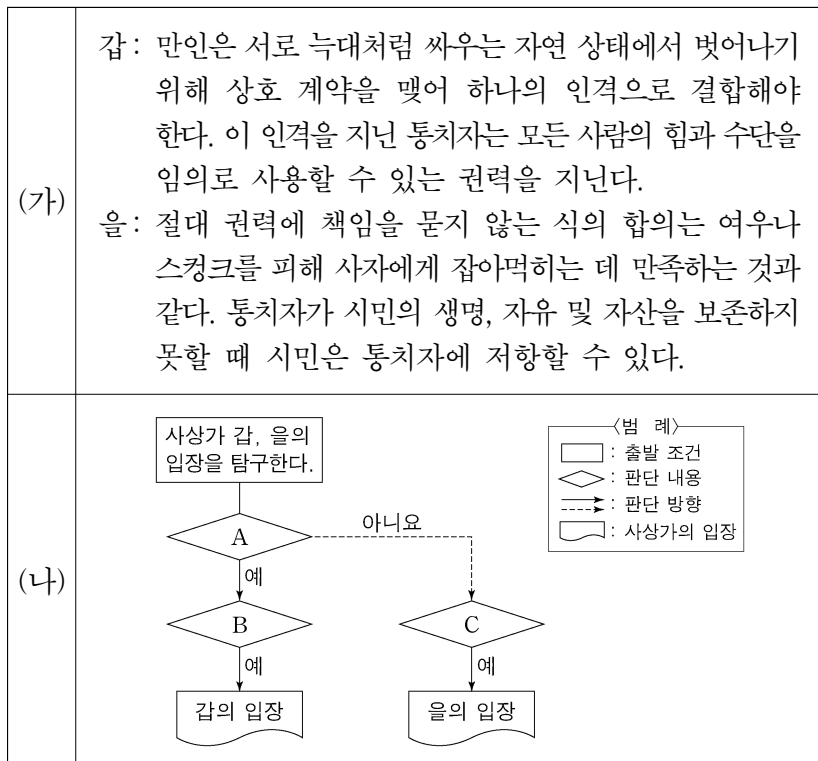 (가)
갑: 만인은 서로 늑대처럼 싸우는 자연 상태에서 벗어나기
위해 상호 계약을 맺어 하나의 인격으로 결합해야
한다. 이 인격을 지닌 통치자는 모든 사람의 힘과 수단을
임의로 사용할 수 있는 권력을 지닌다.
을: 절대 권력에 책임을 묻지 않는 식의 합의는 여우나
스컹크를 피해 사자에게 잡아먹히는 데 만족하는 것과
같다. 통치자가 시민의 생명, 자유 및 자산을 보존하지
못할 때 시민은 통치자에 저항할 수 있다.
(나)
사상가 갑, 을의
입장을 탐구한다.
〈범 례〉
: 출발 조건
: 판단 내용
: 판단 방향
: 사상가의 입장
A
아니요
예
B
C
예
예
갑의 입장
을의 입장